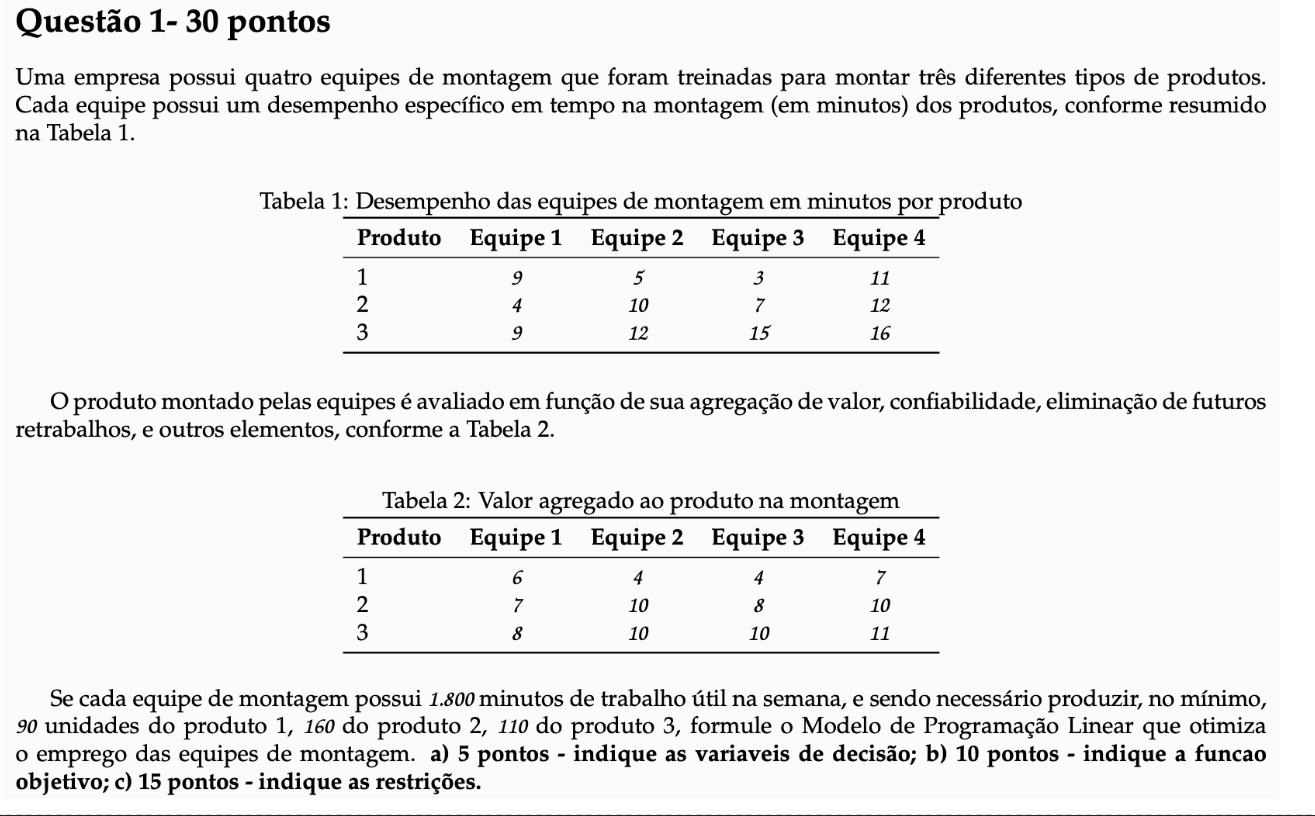 Questão 1- 30 pontos
Uma empresa possui quatro equipes de montagem que foram treinadas para montar três diferentes tipos de produtos.
Cada equipe possui um desempenho específico em tempo na montagem (em minutos) dos produtos, conforme resumido
na Tabela 1.
Tabela 1: Desempenho das equipes de montagem em minutos por produto
Produto Equipe 1 Equipe 2 Equipe 3 Equipe 4
1 9 5 3 11
2 4 10 7 12
3 9 12 15 16
O produto montado pelas equipes é avaliado em função de sua agregação de valor, confiabilidade, eliminação de futuros
retrabalhos, e outros elementos, conforme a Tabela 2.
Tabela 2: Valor agregado ao produto na montagem
Produto Equipe 1 Equipe 2 Equipe 3 Equipe 4
1 6 4 4 7
2 7 10 8 10
3 8 10 10 11
Se cada equipe de montagem possui 1.800 minutos de trabalho útil na semana, e sendo necessário produzir, no mínimo,
90 unidades do produto 1, 160 do produto 2, 110 do produto 3, formule o Modelo de Programação Linear que otimiza
o emprego das equipes de montagem. a) 5 pontos - indique as variaveis de decisão; b) 10 pontos - indique a funcao
objetivo; c) 15 pontos - indique as restrições.